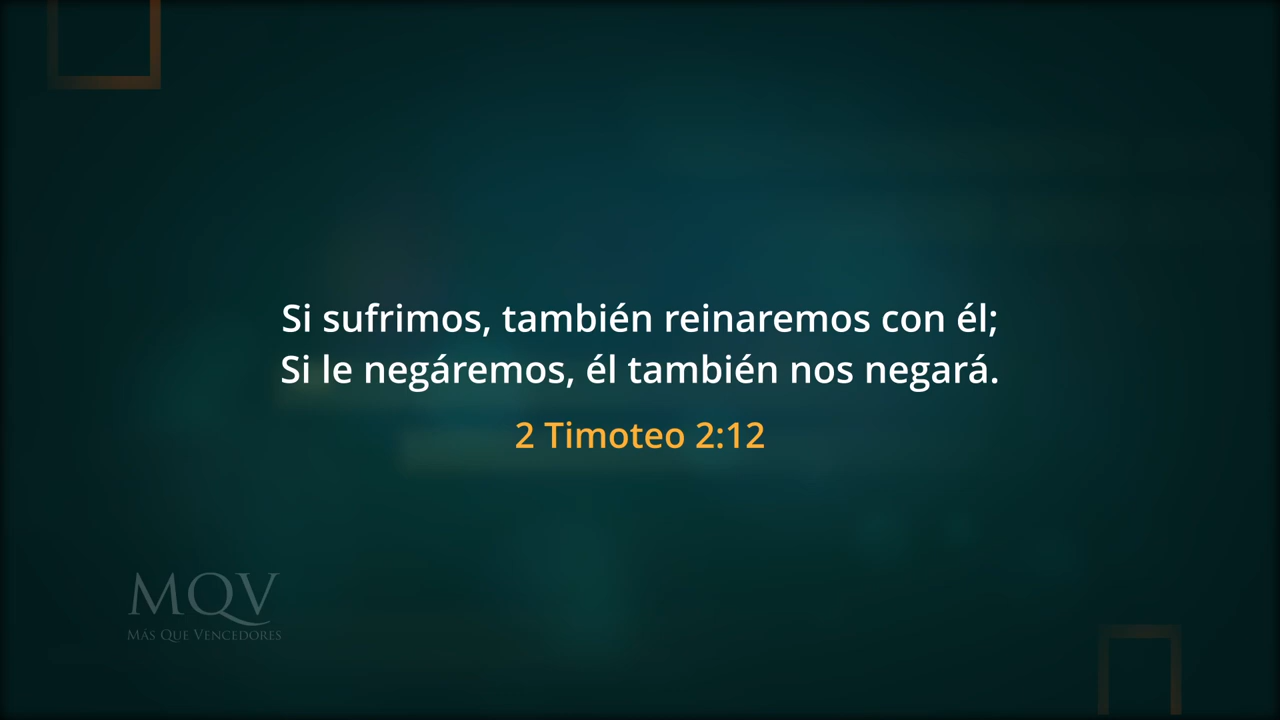 Si sufrimos, también reinaremos con él;
Si le negáremos, él también nos negará.
2 Timoteo 2:12
MQV
Más Que Vencedores